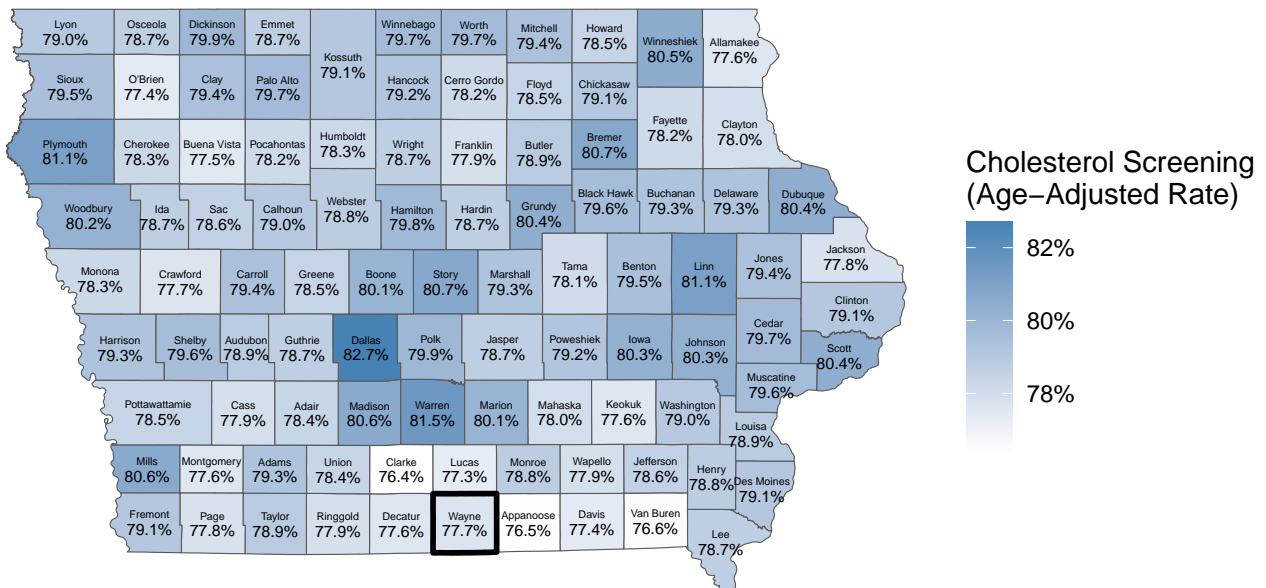 Lyon
79.0%
Osceola
78.7%
Dickinson
79.9%
Emmet
78.7%
Kossuth
79.1%
Winnebago
79.7%
Worth
79.7%
Mitchell
79.4%
Howard
78.5%
Winneshiek
80.5%
Allamakee
77.6%
Sioux
79.5%
O'Brien
77.4%
Clay
79.4%
Palo Alto
79.7%
Hancock
79.2%
Cerro Gordo
78.2%
Floyd
78.5%
Chickasaw
79.1%
Plymouth
81.1%
Cherokee
78.3%
Buena Vista
77.5%
Pocahontas
78.2%
Humboldt
78.3%
Wright
78.7%
Franklin
77.9%
Butler
78.9%
Bremer
80.7%
Fayette
78.2%
Clayton
78.0%
Woodbury
80.2%
Ida
78.7%
Sac
78.6%
Calhoun
79.0%
Webster
78.8%
Hamilton
79.8%
Hardin
78.7%
Grundy
80.4%
Black Hawk
79.6%
Buchanan
79.3%
Delaware
79.3%
Dubuque
80.4%
Monona
78.3%
Crawford
77.7%
Carroll
79.4%
Greene
78.5%
Boone
80.1%
Story
80.7%
Marshall
79.3%
Tama
78.1%
Benton
79.5%
Linn
81.1%
Jones
79.4%
Jackson
77.8%
Clinton
79.1%
Harrison
79.3%
Shelby
79.6%
Audubon
78.9%
Guthrie
78.7%
Dallas
82.7%
Polk
79.9%
Jasper
78.7%
Poweshiek
79.2%
Iowa
80.3%
Johnson
80.3%
Cedar
79.7%
Scott
80.4%
Muscatine
79.6%
Pottawattamie
78.5%
Cass
77.9%
Adair
78.4%
Madison
80.6%
Warren
81.5%
Marion
80.1%
Mahaska
78.0%
Keokuk
77.6%
Washington
79.0%
Louisa
78.9%
Mills
80.6%
Montgomery
77.6%
Adams
79.3%
Union
78.4%
Clarke
76.4%
Lucas
77.3%
Monroe
78.8%
Wapello
77.9%
Jefferson
78.6%
Henry
78.8%
Des Moines
79.1%
Fremont
79.1%
Page
77.8%
Taylor
78.9%
Ringgold
77.9%
Decatur
77.6%
Wayne
77.7%
Appanoose
76.5%
Davis
77.4%
Van Buren
76.6%
Lee
78.7%
Cholesterol Screening
(Age−Adjusted Rate)
82%
80%
78%